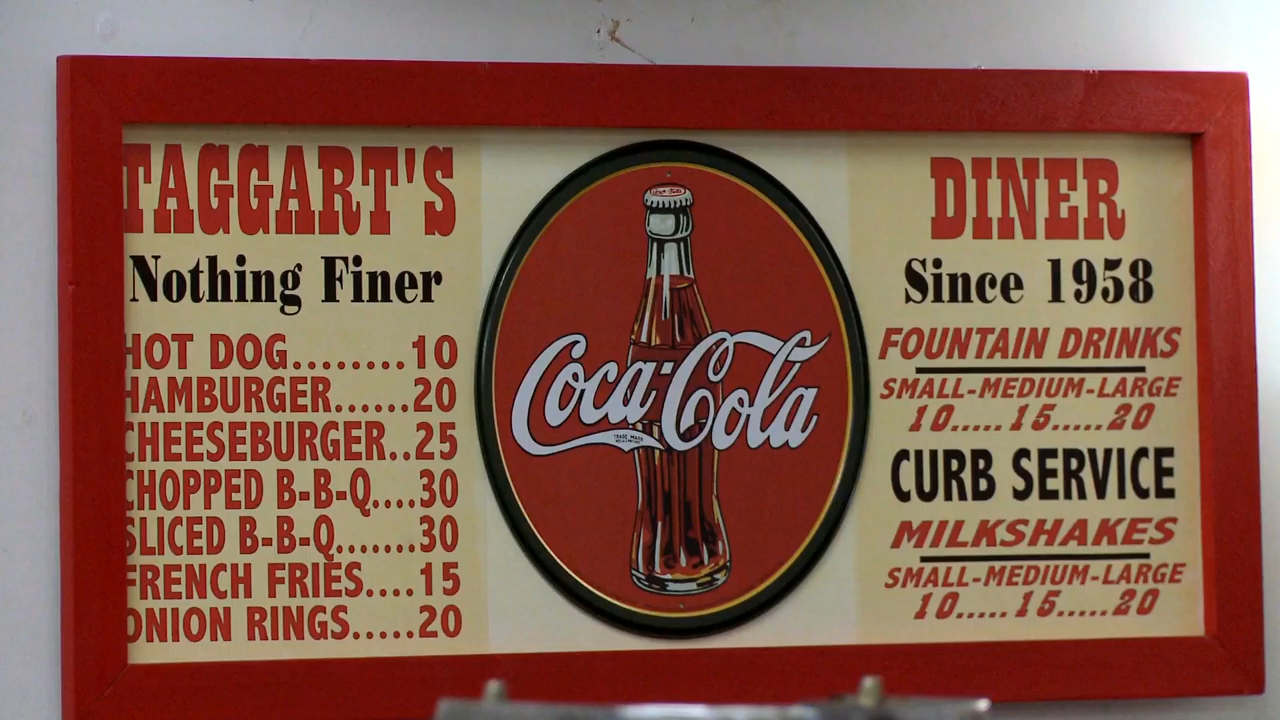 TAGGART'S
Nothing Finer
HOT DOG........10
HAMBURGER......20
CHEESEBURGER..25
CHOPPED B-B-Q....30
SLICED B-B-Q.......30
FRENCH FRIES....15
ONION RINGS.....20
Coca-Cola
TRADE MARK
DINER
Since 1958
FOUNTAIN DRINKS
SMALL-MEDIUM-LARGE
10.....15.....20
CURB SERVICE
MILKSHAKES
SMALL-MEDIUM-LARGE
10.....15.....20